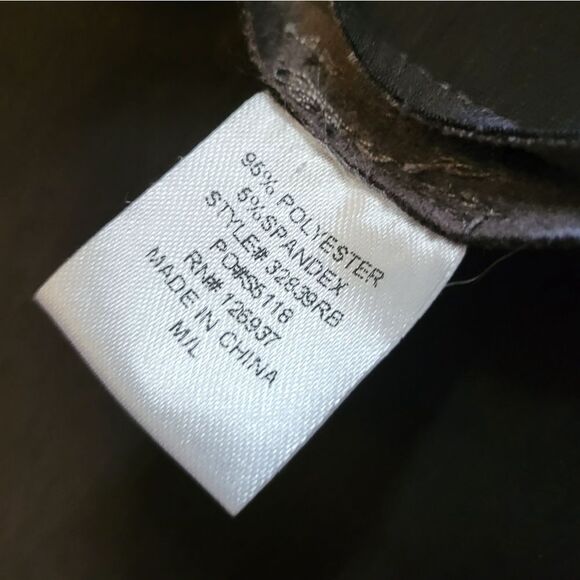 95% POLYESTER
5%SPANDEX
STYLE# 32839RB
PO#S5118
RN# 126937
MADE IN CHINA
M/L